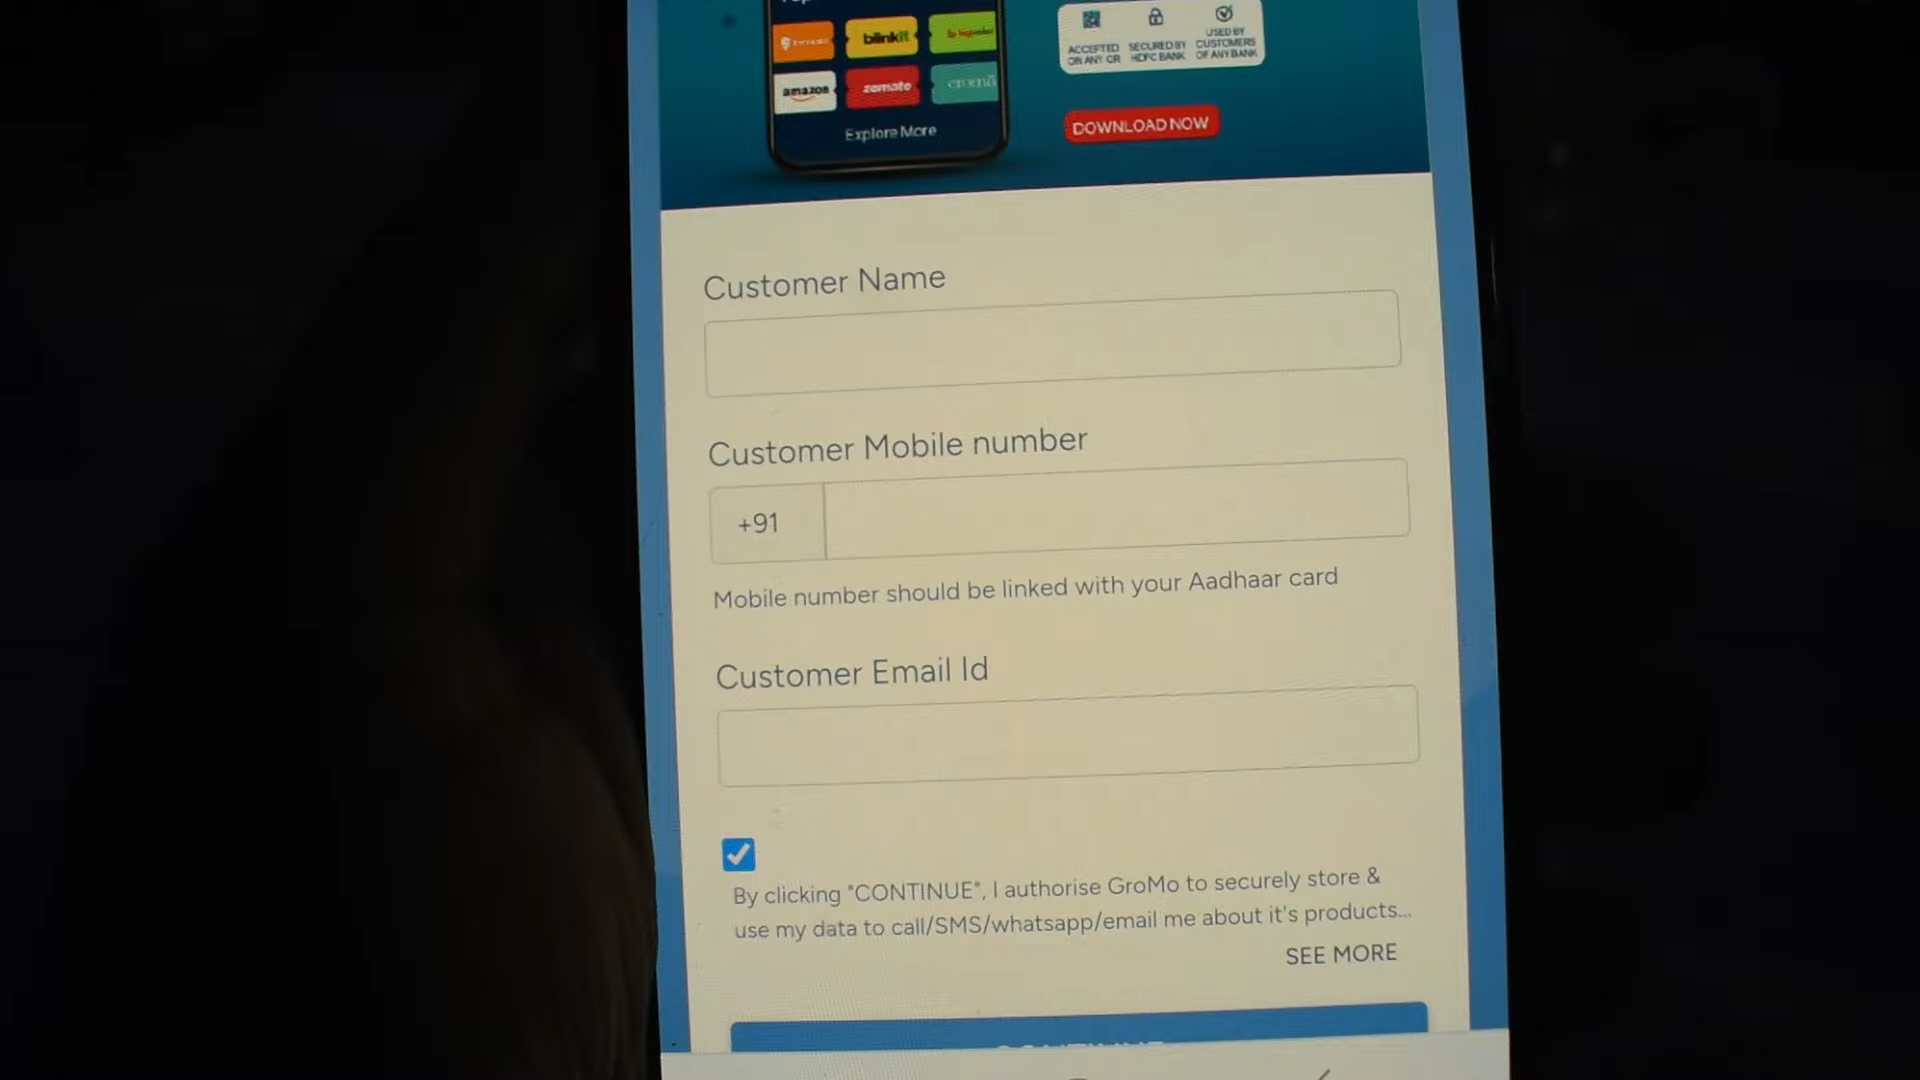 blinkit
amazon
zomato
croma
Explore More
ACCEPTED
ON ANY QR
SECURED BY
HDFC BANK
USED BY
CUSTOMERS
OF ANY BANK
DOWNLOAD NOW
Customer Name
Customer Mobile number
+91
Mobile number should be linked with your Aadhaar card
Customer Email Id
By clicking "CONTINUE", I authorise GroMo to securely store &
use my data to call/SMS/whatsapp/email me about it's products...
SEE MORE